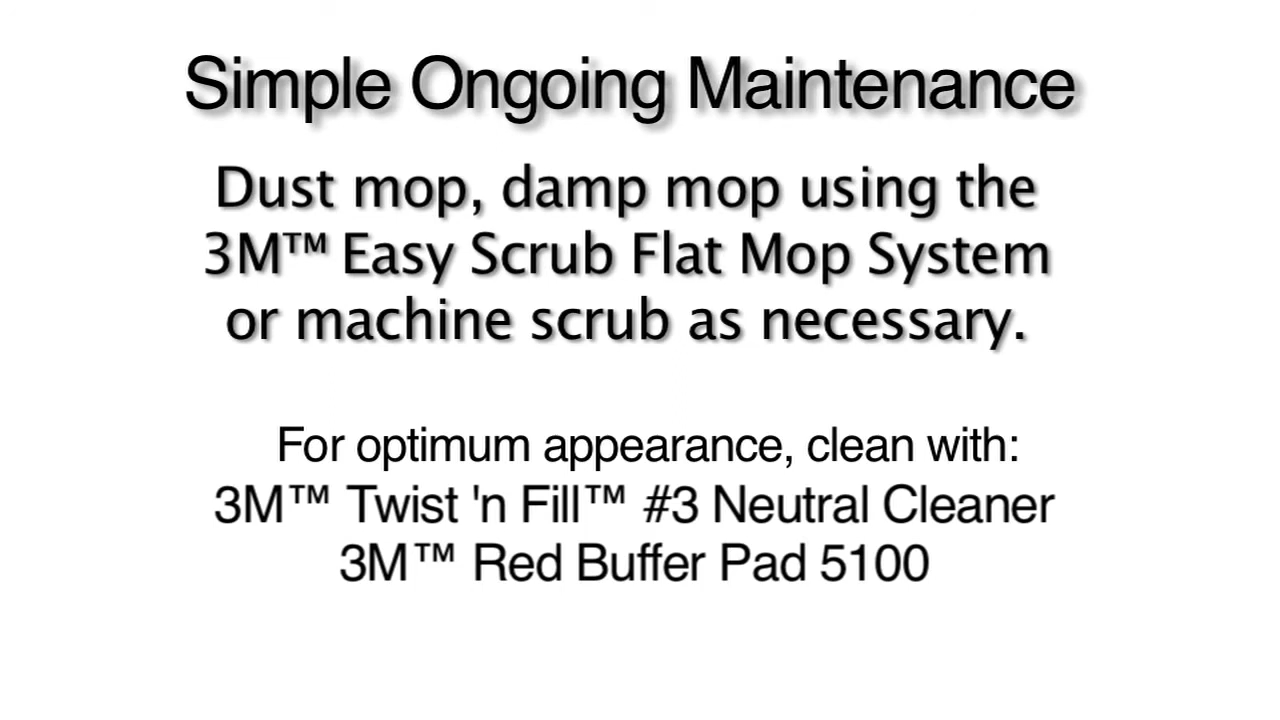 Simple Ongoing Maintenance
Dust mop, damp mop using the
3M™ Easy Scrub Flat Mop System
or machine scrub as necessary.
For optimum appearance, clean with:
3M™ Twist 'n Fill™ #3 Neutral Cleaner
3M™ Red Buffer Pad 5100